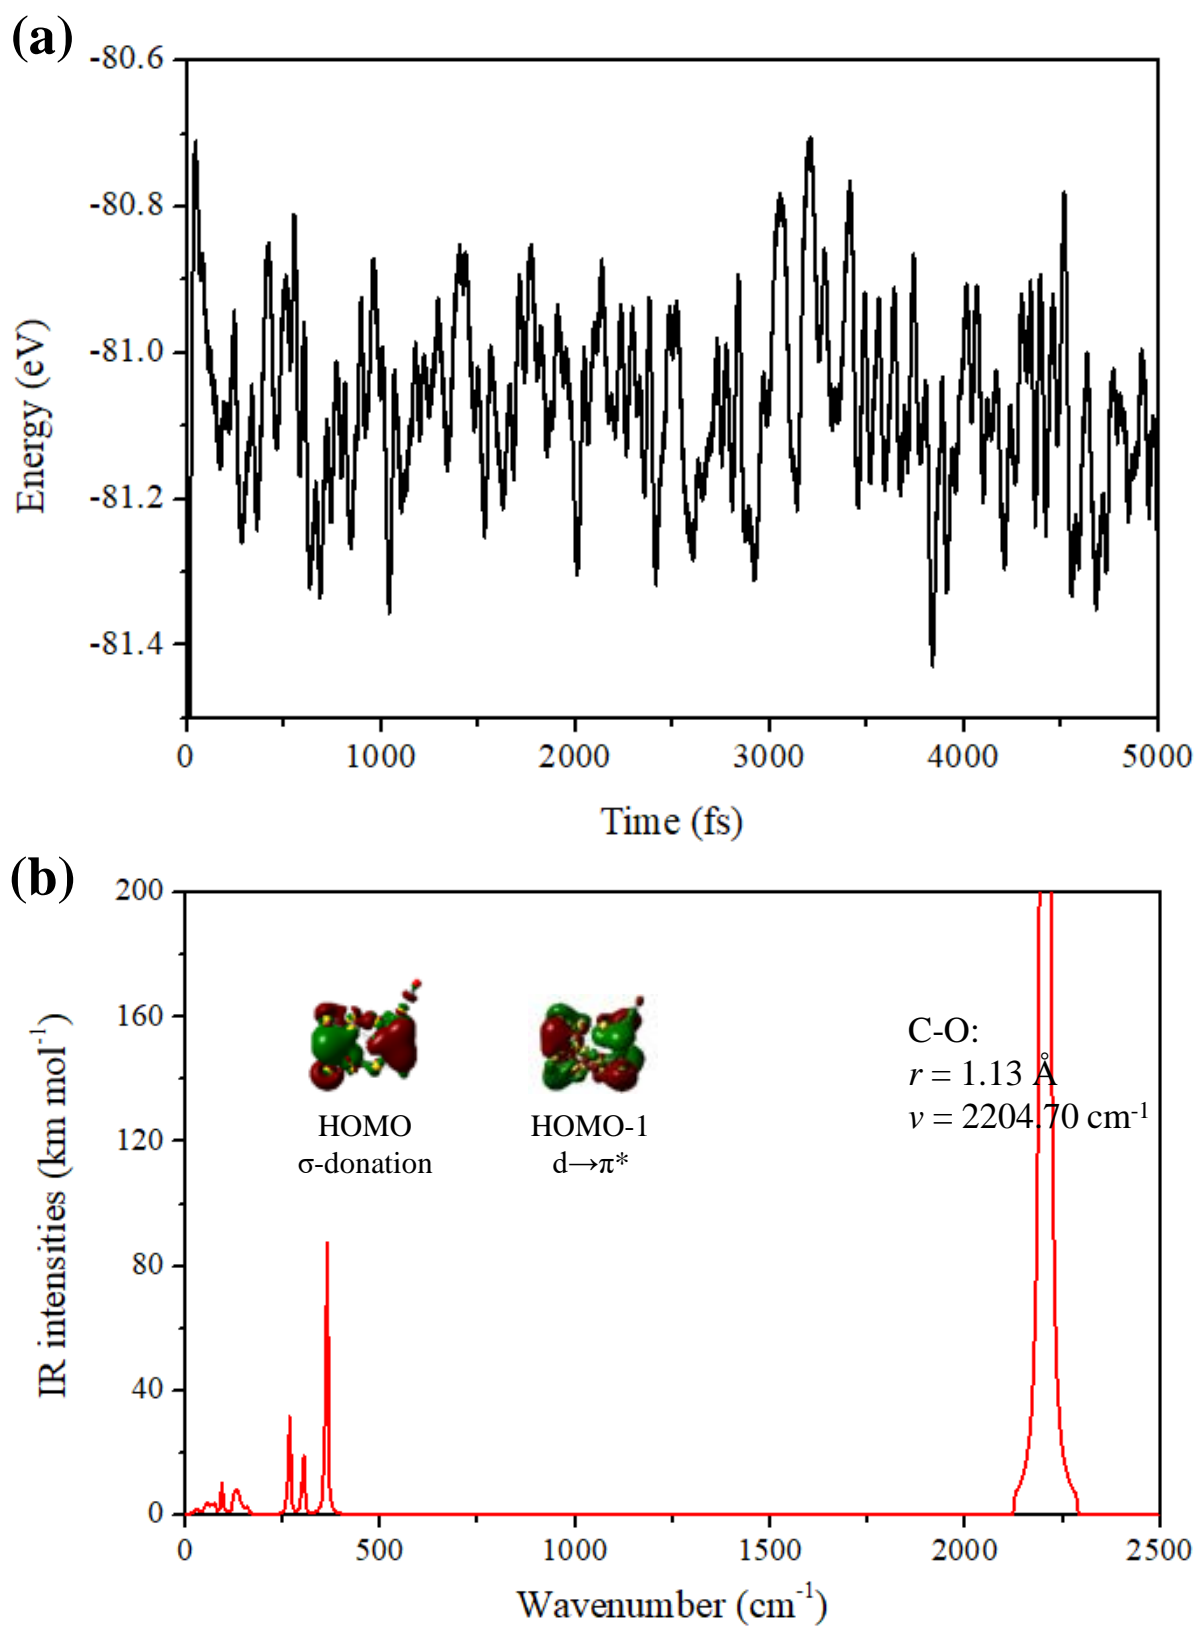 (a)
-80.6
-80.8
-81.0
-81.2
-81.4
Energy (eV)
0 1000 2000 3000 4000 5000
Time (fs)
(b)
200
160
120
80
40
0
IR intensities (km mol⁻¹)
HOMO
σ-donation
HOMO-1
d→π*
C-O:
r = 1.13 Å
ν = 2204.70 cm⁻¹
0 500 1000 1500 2000 2500
Wavenumber (cm⁻¹)